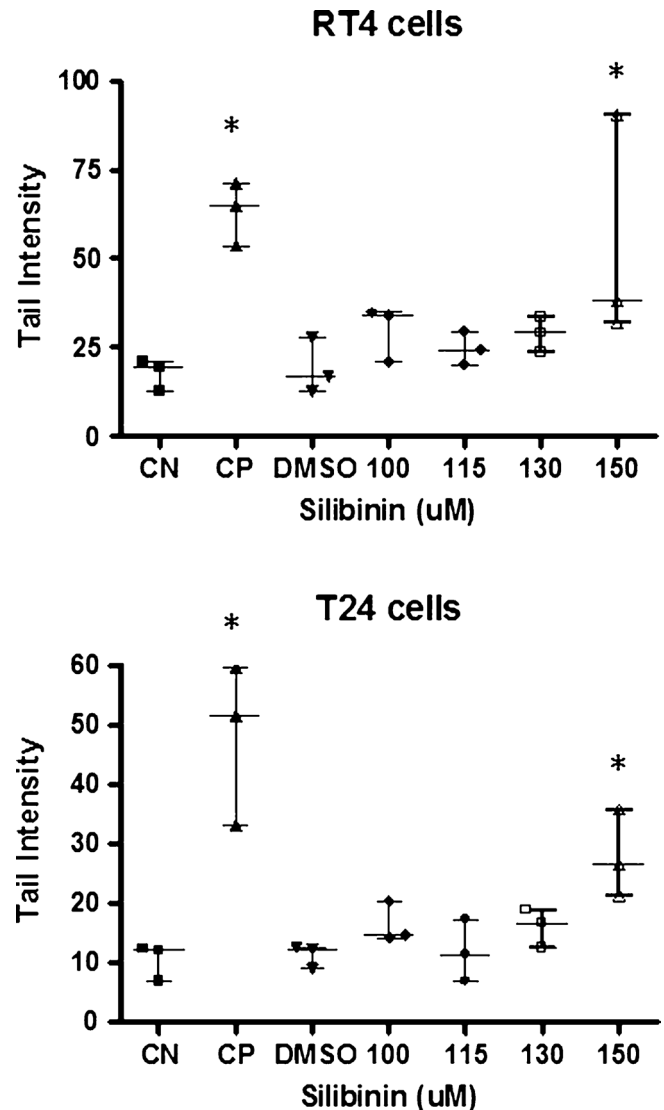 RT4 cells
*
*
100
75
50
25
0
Tail Intensity
CN CP DMSO 100 115 130 150
Silibinin (uM)
T24 cells
*
*
60
50
40
30
20
10
0
Tail Intensity
CN CP DMSO 100 115 130 150
Silibinin (uM)